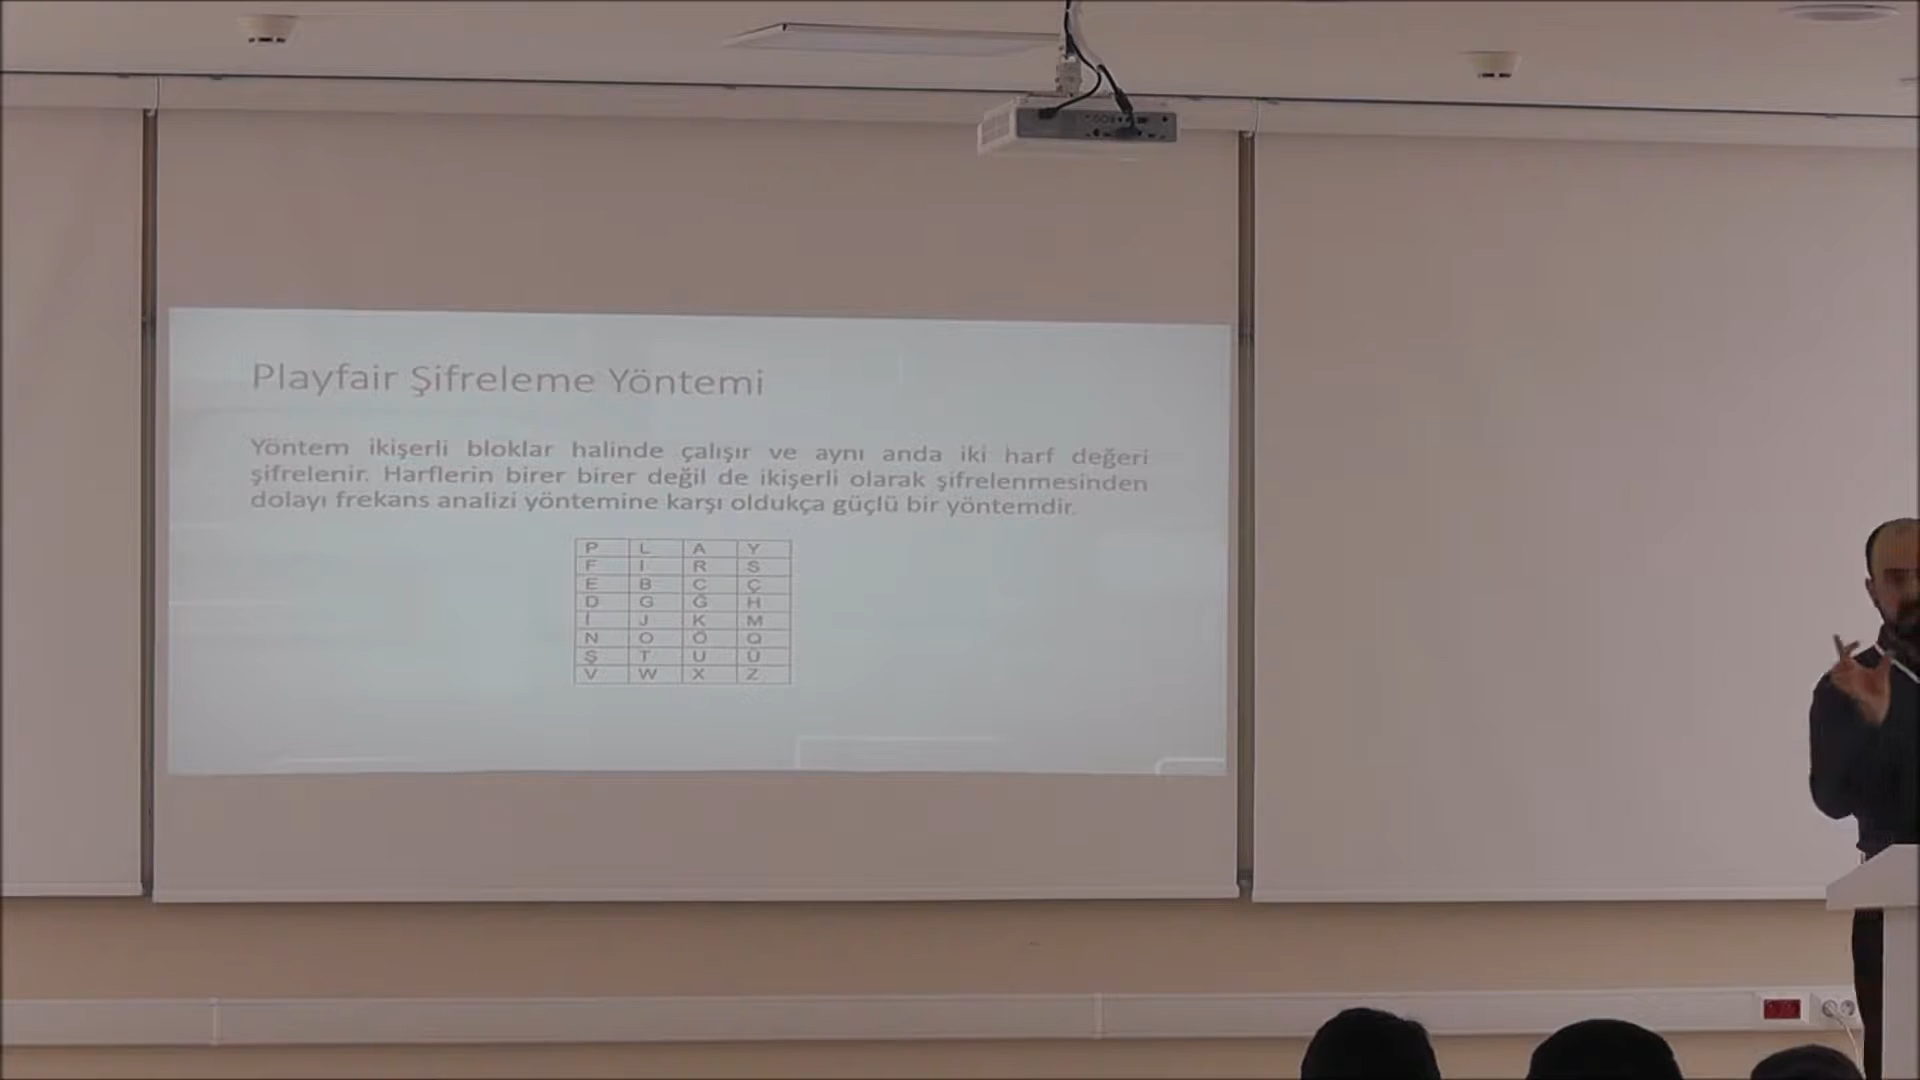 Playfair Şifreleme Yöntemi
Yöntem ikişerli bloklar halinde çalışır ve aynı anda iki harf değeri
şifrelenir. Harflerin birer birer değil de ikişerli olarak şifrelenmesinden
dolayı frekans analizi yöntemine karşı oldukça güçlü bir yöntemdir.
P L A Y
F I R S
E B C Ç
D G Ğ H
İ J K M
N O Ö Q
Ş T U Ü
V W X Z